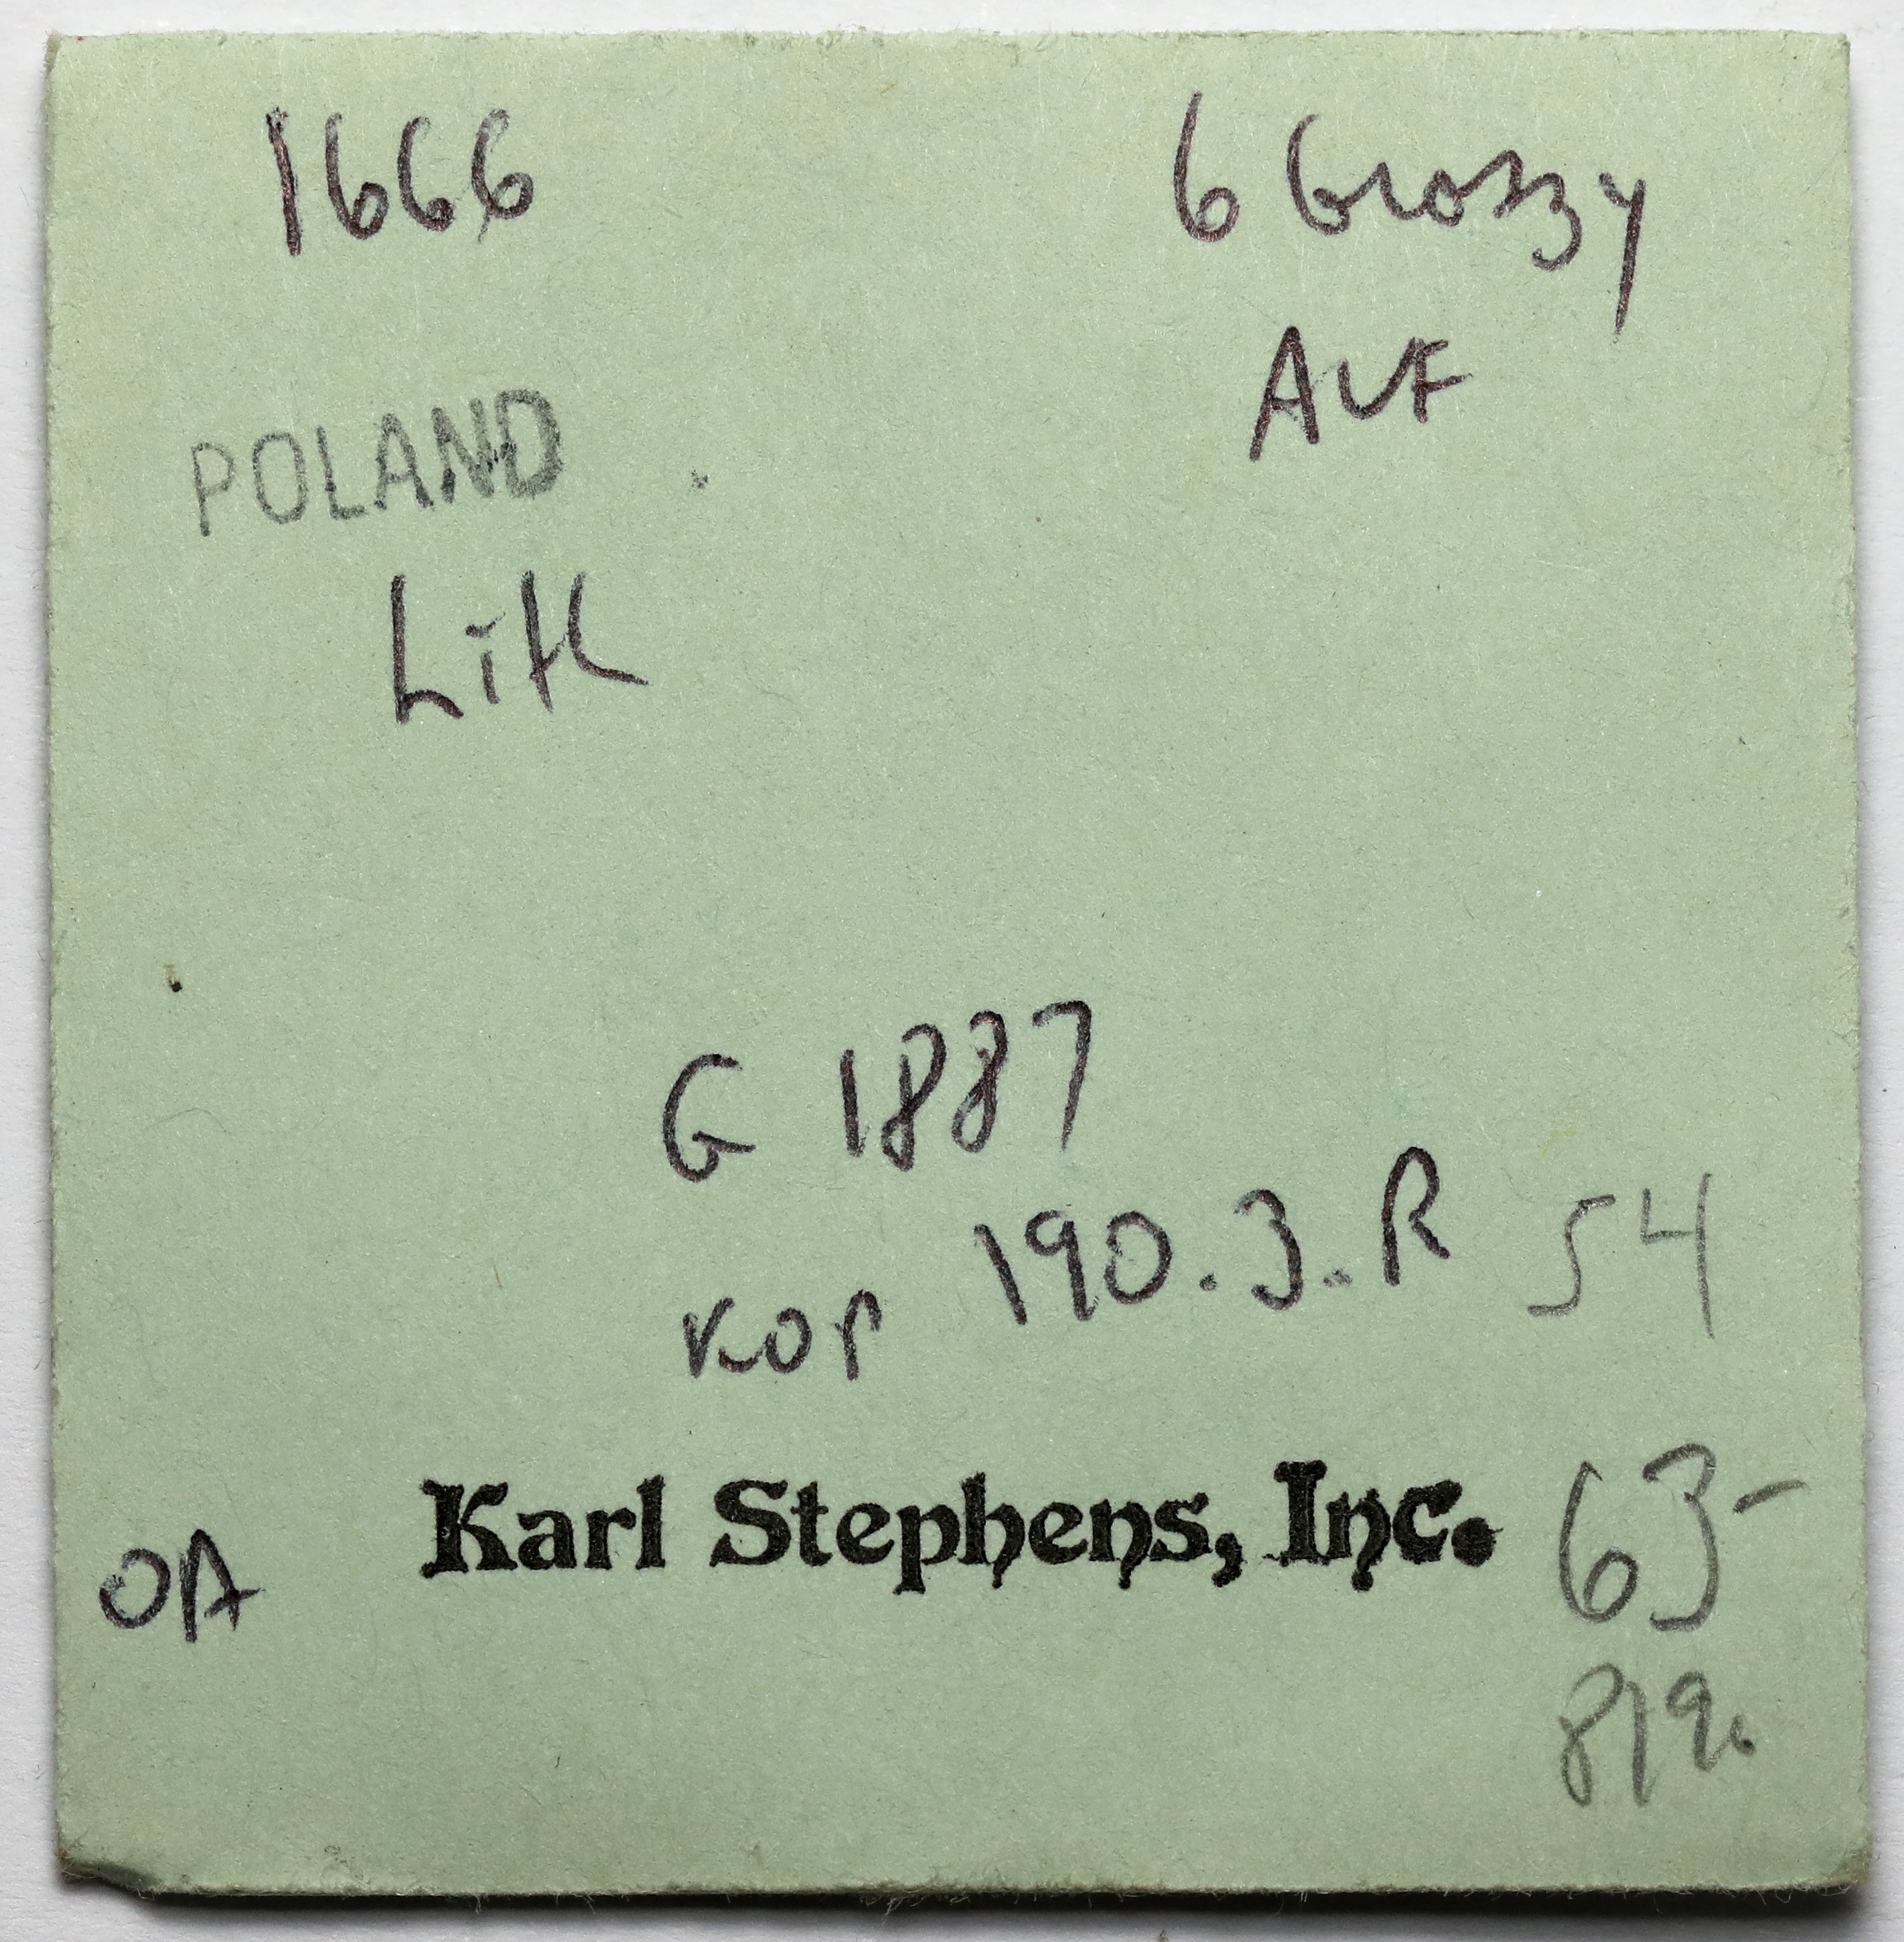 1666 6 Groszy
AVF
POLAND
Lith
G 1887
Kop 190.3.R 54
Karl Stephens, Inc. 63-
OA